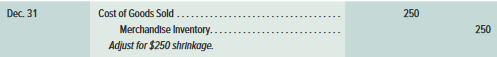 Dec. 31 Cost of Goods Sold .................................. 250
Merchandise Inventory. ........................... 250
Adjust for $250 shrinkage.